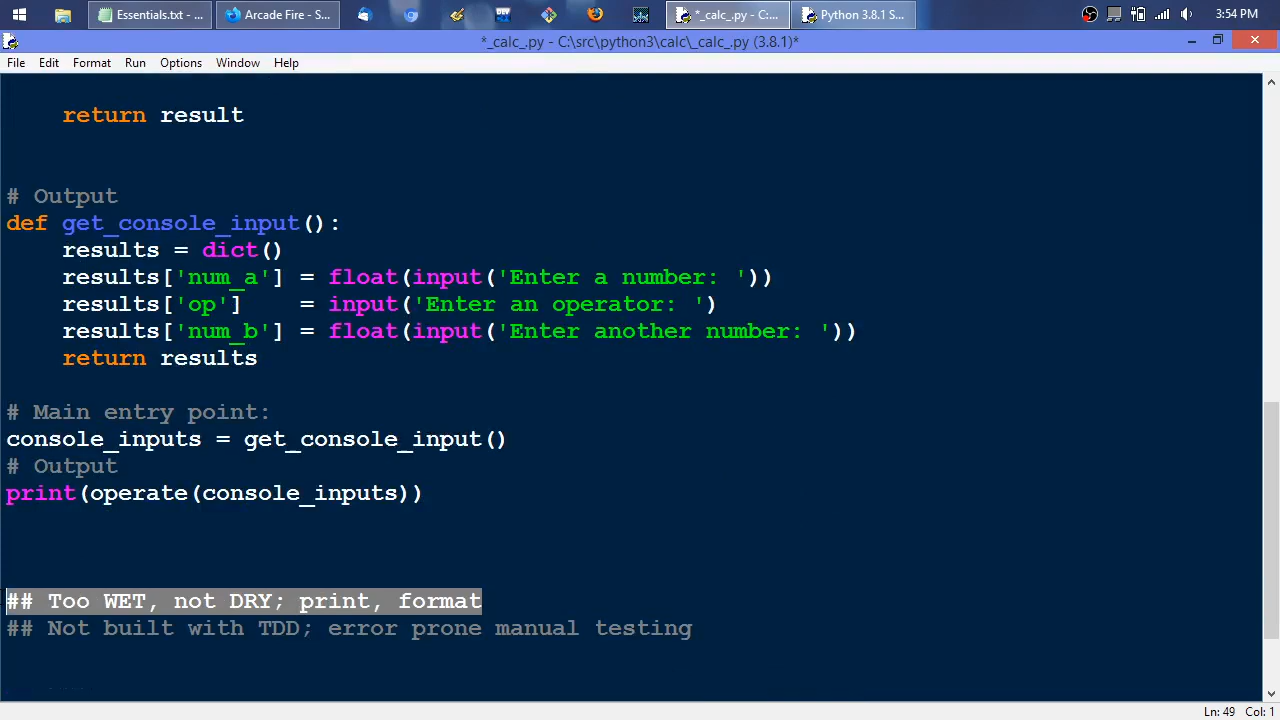 Essentials.txt - ...
Arcade Fire - S...
*_calc_.py - C:...
Python 3.8.1 S...
3:54 PM
*_calc_.py - C:\src\python3\calc\_calc_.py (3.8.1)*
File Edit Format Run Options Window Help
return result
# Output
def get_console_input():
results = dict()
results['num_a'] = float(input('Enter a number: '))
results['op'] = input('Enter an operator: ')
results['num_b'] = float(input('Enter another number: '))
return results
# Main entry point:
console_inputs = get_console_input()
# Output
print(operate(console_inputs))
## Too WET, not DRY; print, format
## Not built with TDD; error prone manual testing
Ln: 49 Col: 1